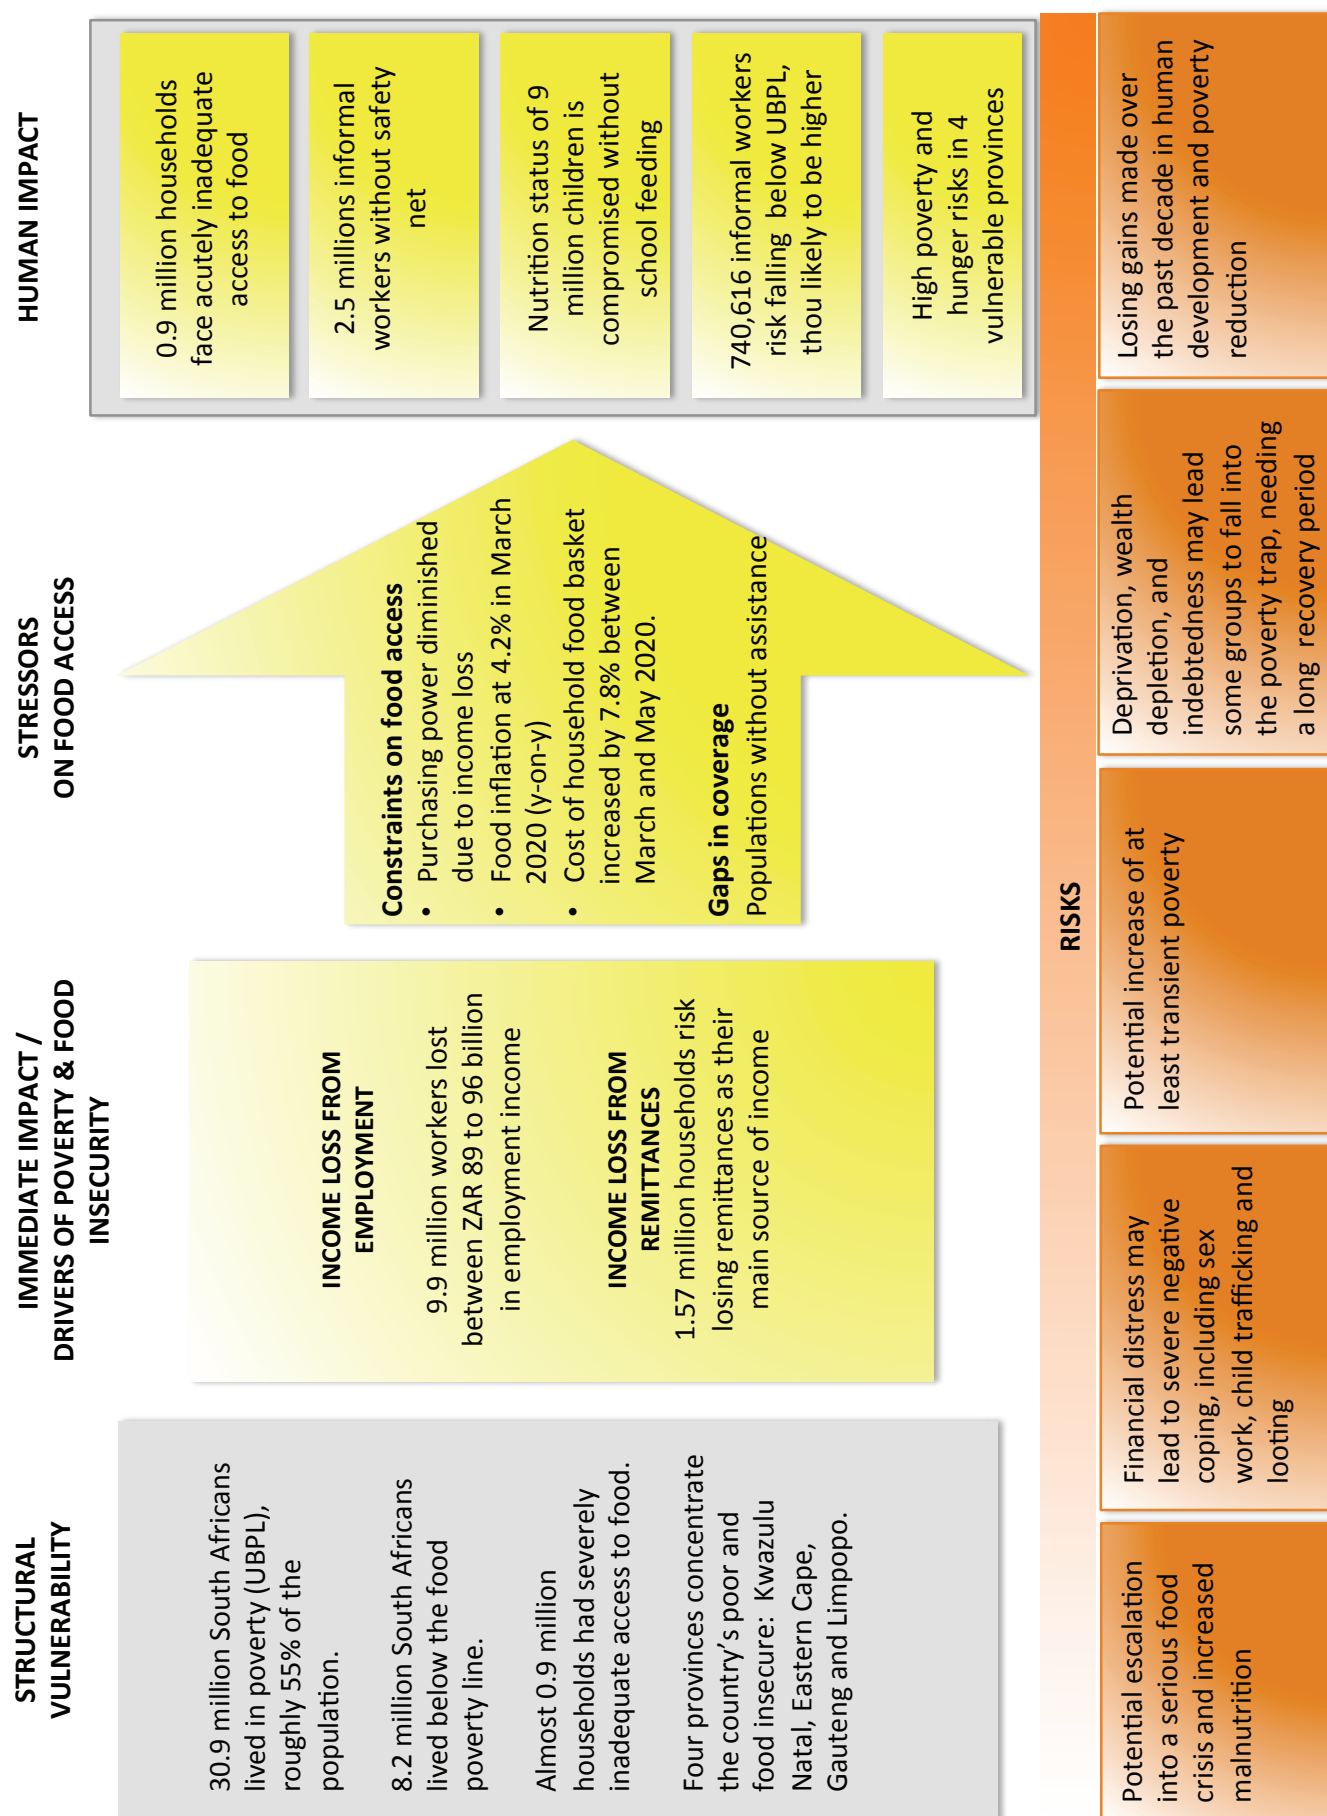 STRUCTURAL
VULNERABILITY
30.9 million South Africans
lived in poverty (UBPL),
roughly 55% of the
population.
8.2 million South Africans
lived below the food
poverty line.
Almost 0.9 million
households had severely
inadequate access to food.
Four provinces concentrate
the country’s poor and
food insecure:  Kwazulu
Natal, Eastern Cape,
Gauteng and Limpopo.
IMMEDIATE IMPACT /
DRIVERS OF POVERTY & FOOD
INSECURITY
INCOME LOSS FROM
EMPLOYMENT
9.9 million workers lost
between ZAR 89 to 96 billion
in employment income
INCOME LOSS FROM
REMITTANCES
1.57 million households risk
losing remittances as their
main source of income
STRESSORS
ON FOOD ACCESS
Constraints on food access
• Purchasing power diminished
due to income loss
• Food inflation at 4.2% in March
2020 (y-on-y)
• Cost of household food basket
increased by 7.8% between
March and May 2020.
Gaps in coverage
Populations without assistance
HUMAN IMPACT
0.9 million households
face acutely inadequate
access to food
2.5 millions informal
workers without safety
net
Nutrition status of 9
million children is
compromised without
school feeding
740,616 informal workers
risk falling  below UBPL,
thou likely to be higher
High poverty and
hunger risks in 4
vulnerable provinces
RISKS
Potential escalation
into a serious food
crisis and increased
malnutrition
Financial distress may
lead to severe negative
coping, including sex
work, child trafficking and
looting
Potential increase of at
least transient poverty
Deprivation, wealth
depletion, and
indebtedness may lead
some groups to fall into
the poverty trap, needing
a long  recovery period
Losing gains made over
the past decade in human
development and poverty
reduction